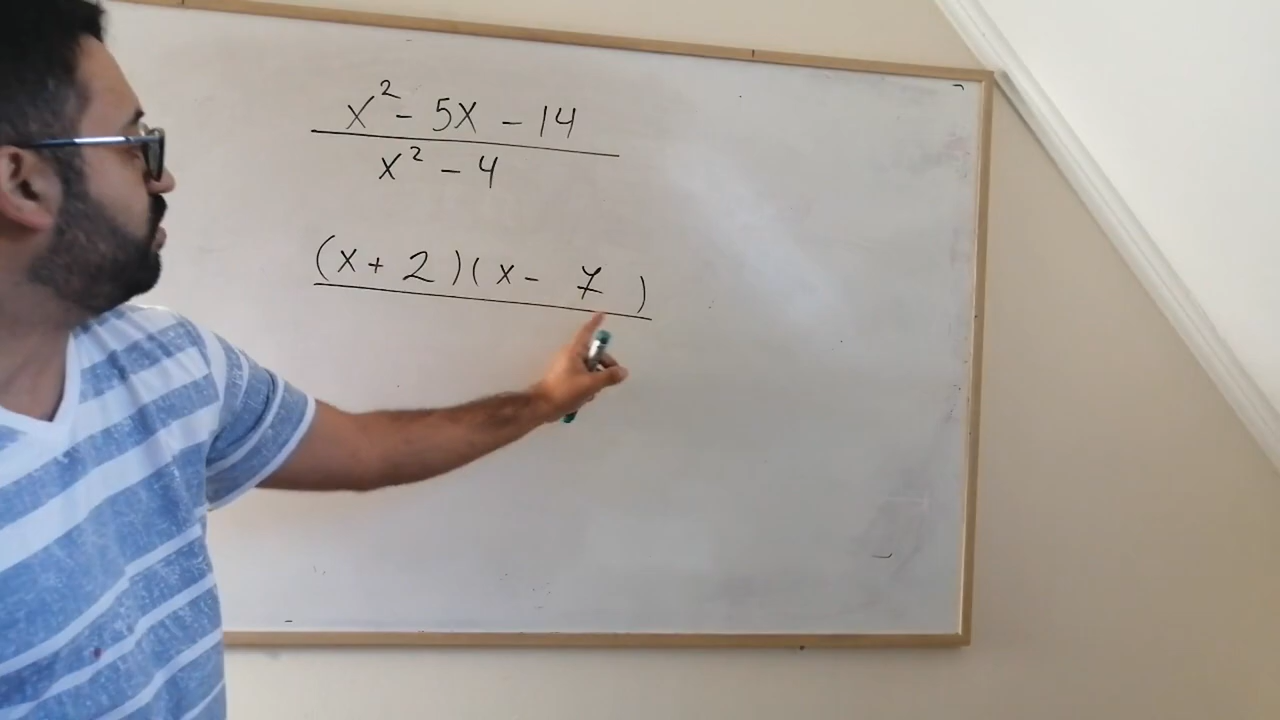 x² - 5x - 14
x² - 4
(x + 2)(x - 7)